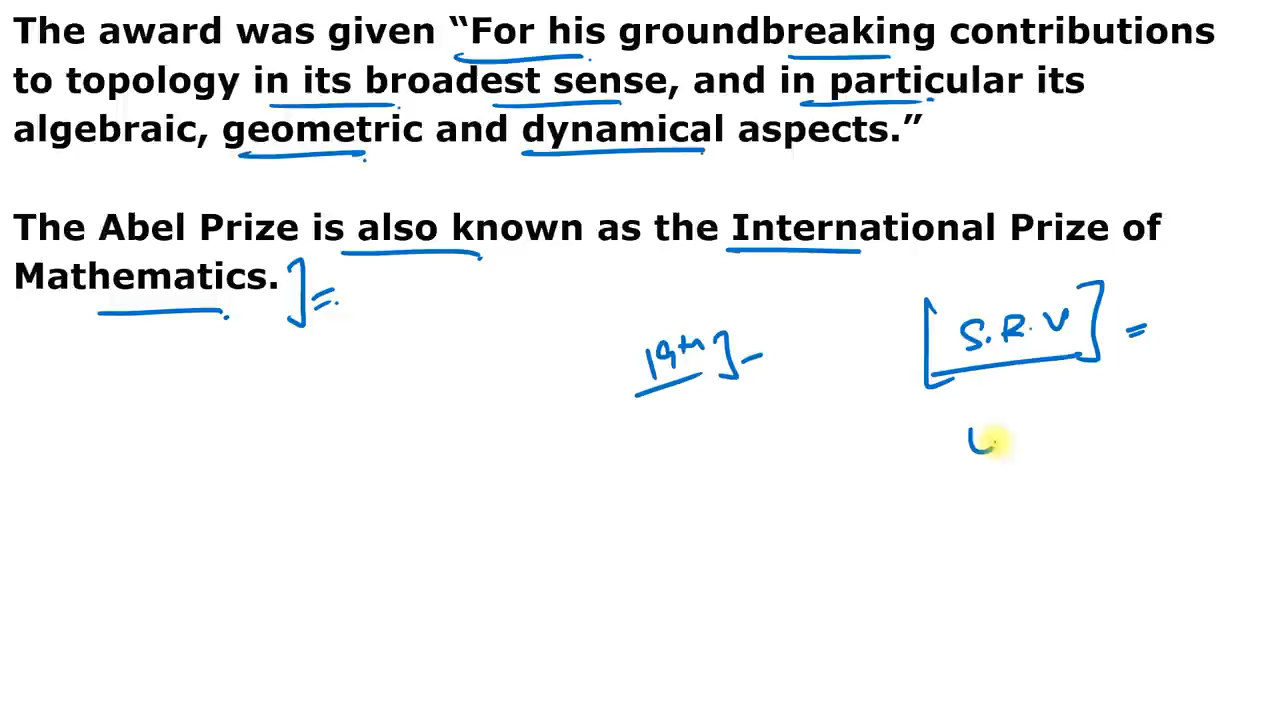 The award was given “For his groundbreaking contributions
to topology in its broadest sense, and in particular its
algebraic, geometric and dynamical aspects.”
The Abel Prize is also known as the International Prize of
Mathematics. ] =
19th ] -
[ S.R.V ] =